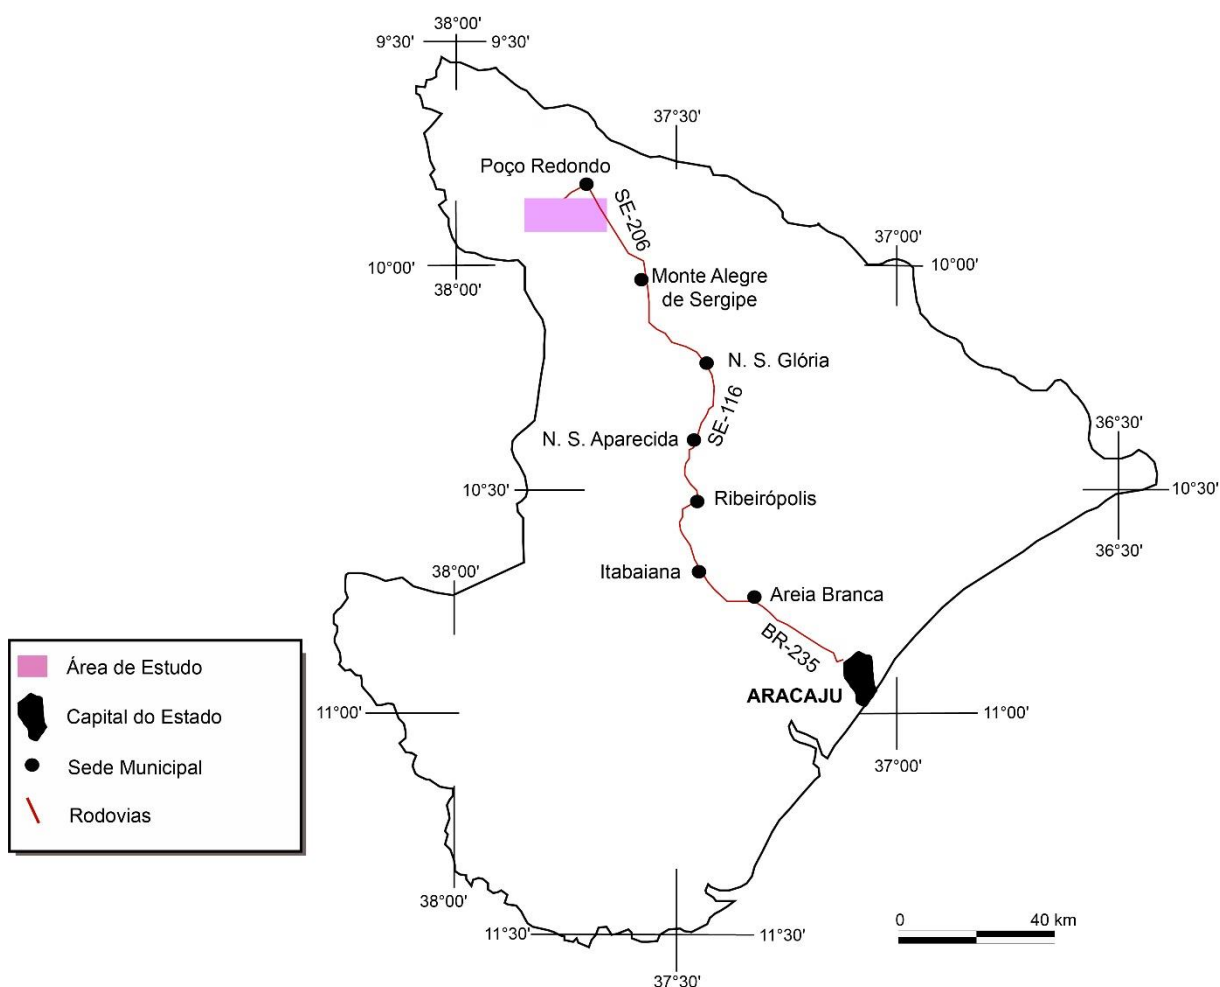 38°00'
9°30'
9°30'
37°30'
Poço Redondo
SE-206
37°00'
10°00'
10°00'
38°00'
Monte Alegre
de Sergipe
N. S. Glória
SE-116
36°30'
N. S. Aparecida
10°30'
10°30'
Ribeirópolis
36°30'
38°00'
Itabaiana
Areia Branca
BR-235
Área de Estudo
ARACAJU
Capital do Estado
11°00'
11°00'
Sede Municipal
37°00'
Rodovias
38°00'
0 40 km
11°30'
11°30'
37°30'